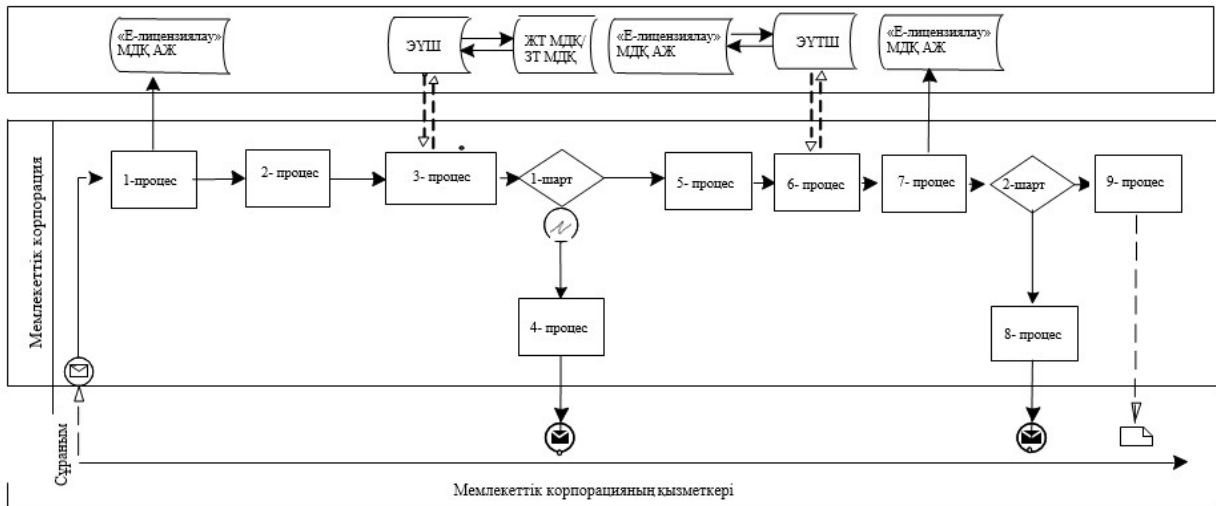 «Е-лицензиялау»
МДҚ АЖ
ЭҮШ
ЖТ МДҚ/
ЗТ МДҚ
«Е-лицензиялау»
МДҚ АЖ
ЭҮТШ
«Е-лицензиялау»
МДҚ АЖ
Мемлекеттік корпорация
1-процес
2- процес
3- процес
1-шарт
5- процес
6- процес
7- процес
2-шарт
9- процес
4- процес
8- процес
Сұраным
Мемлекеттік корпорацияның қызметкері